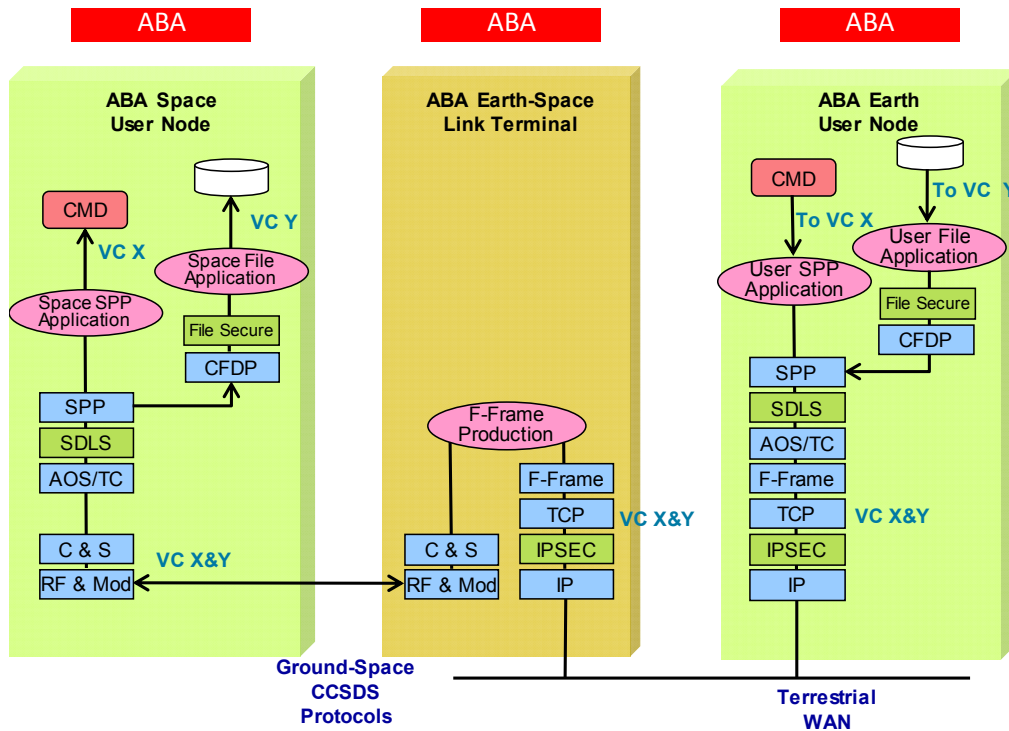 ABA
ABA
ABA
ABA Space
User Node
CMD
VC X
VC Y
Space File
Application
Space SPP
Application
File Secure
CFDP
SPP
SDLS
AOS/TC
C & S
RF & Mod
VC X&Y
ABA Earth-Space
Link Terminal
F-Frame
Production
F-Frame
TCP
VC X&Y
IPSEC
IP
C & S
RF & Mod
ABA Earth
User Node
CMD
To VC X
To VC Y
User File
Application
User SPP
Application
File Secure
CFDP
SPP
SDLS
AOS/TC
F-Frame
TCP
VC X&Y
IPSEC
IP
Ground-Space
CCSDS
Protocols
Terrestrial
WAN